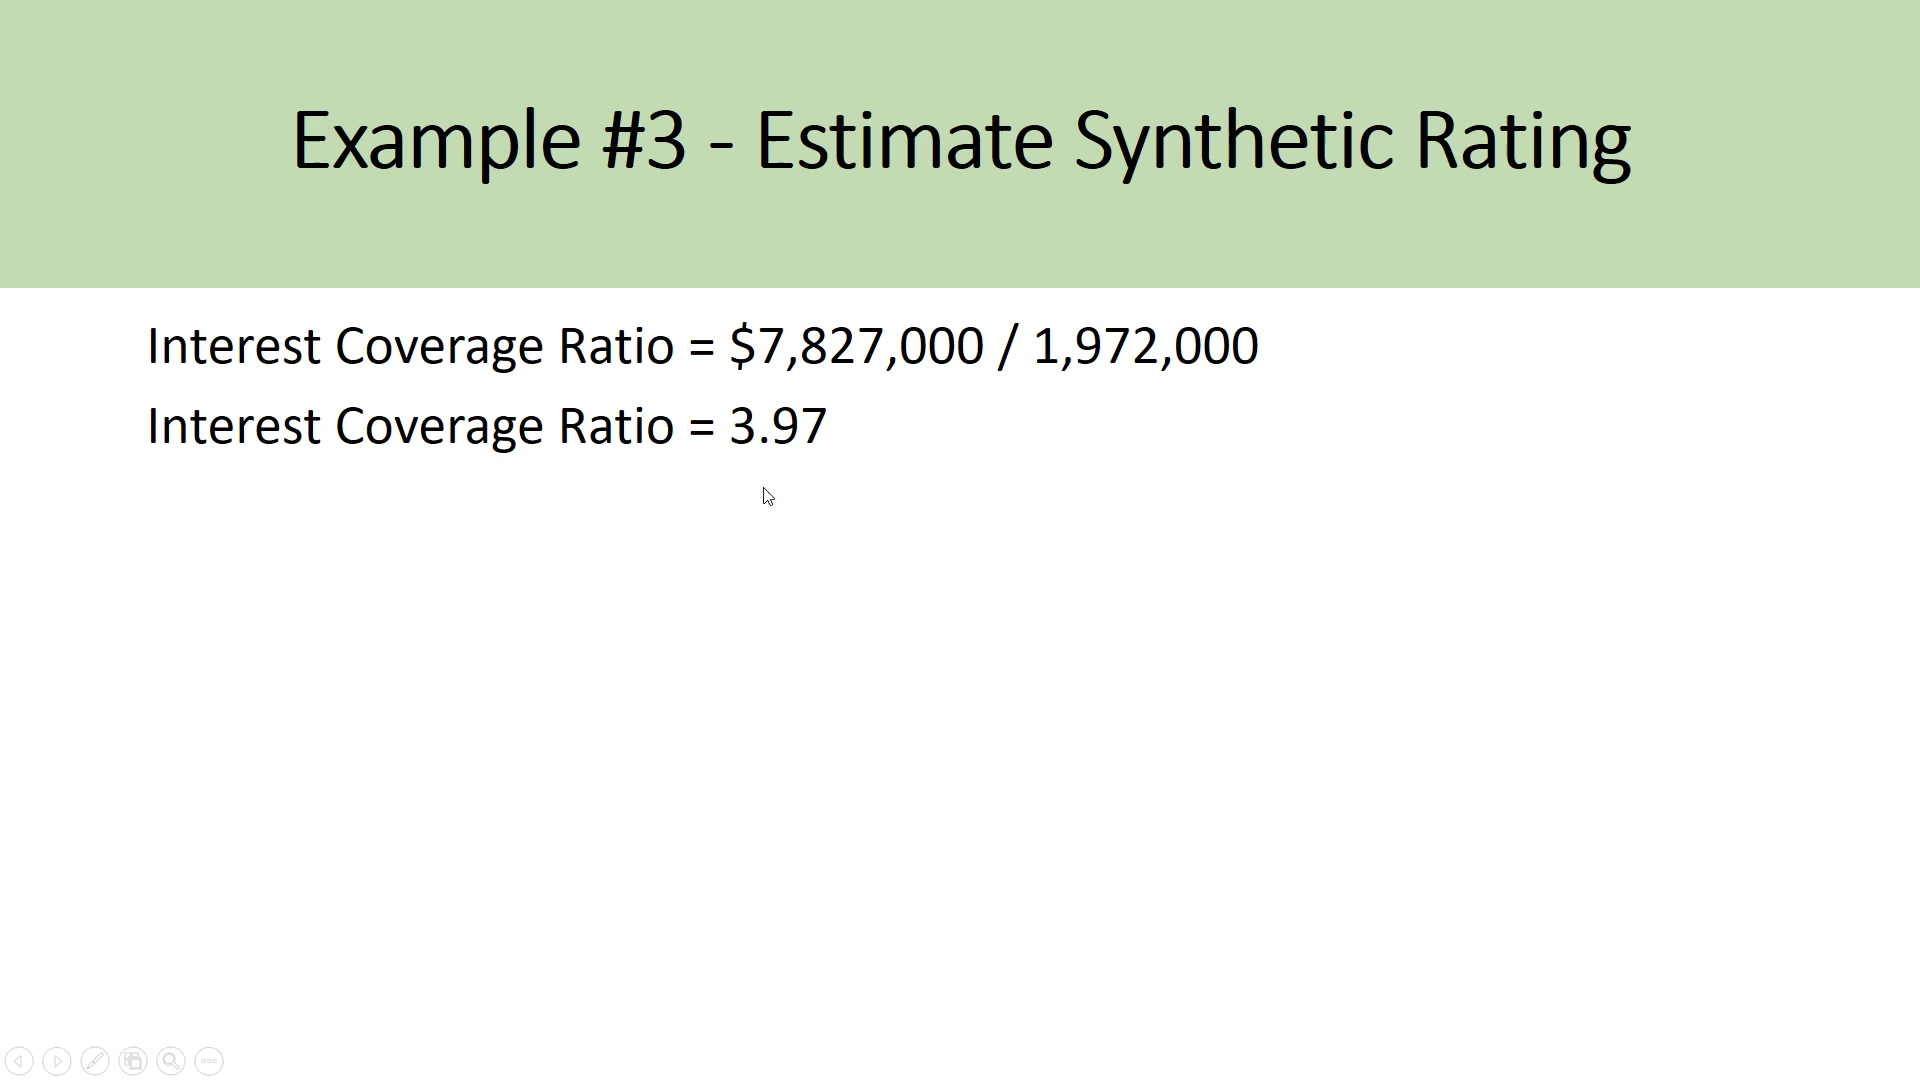 Example #3 - Estimate Synthetic Rating
Interest Coverage Ratio = $7,827,000 / 1,972,000
Interest Coverage Ratio = 3.97